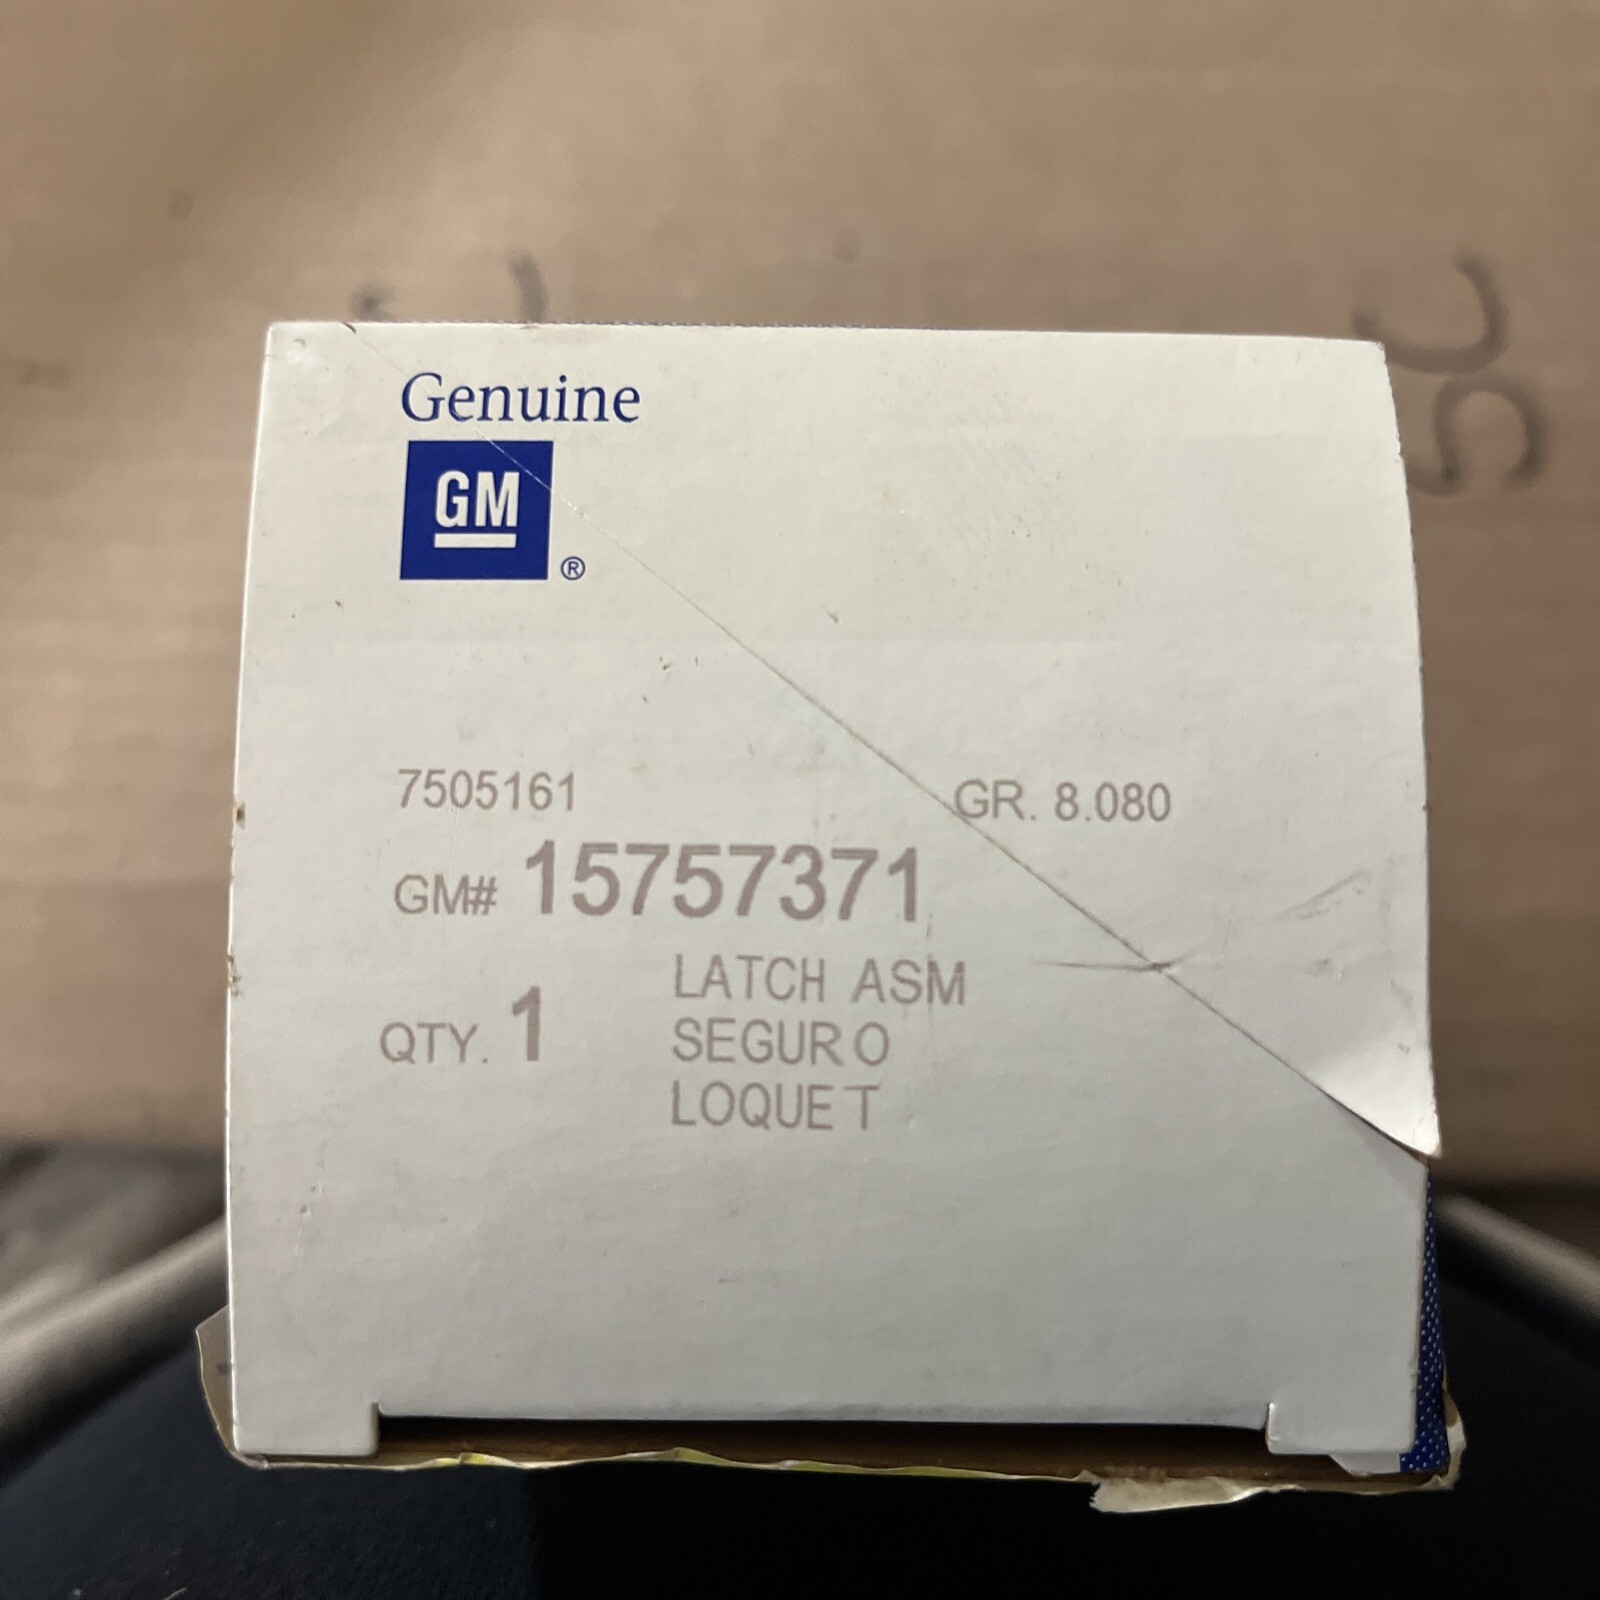 Genuine
GM
®
7505161 GR. 8.080
GM# 15757371
LATCH ASM
QTY. 1 SEGURO
LOQUET